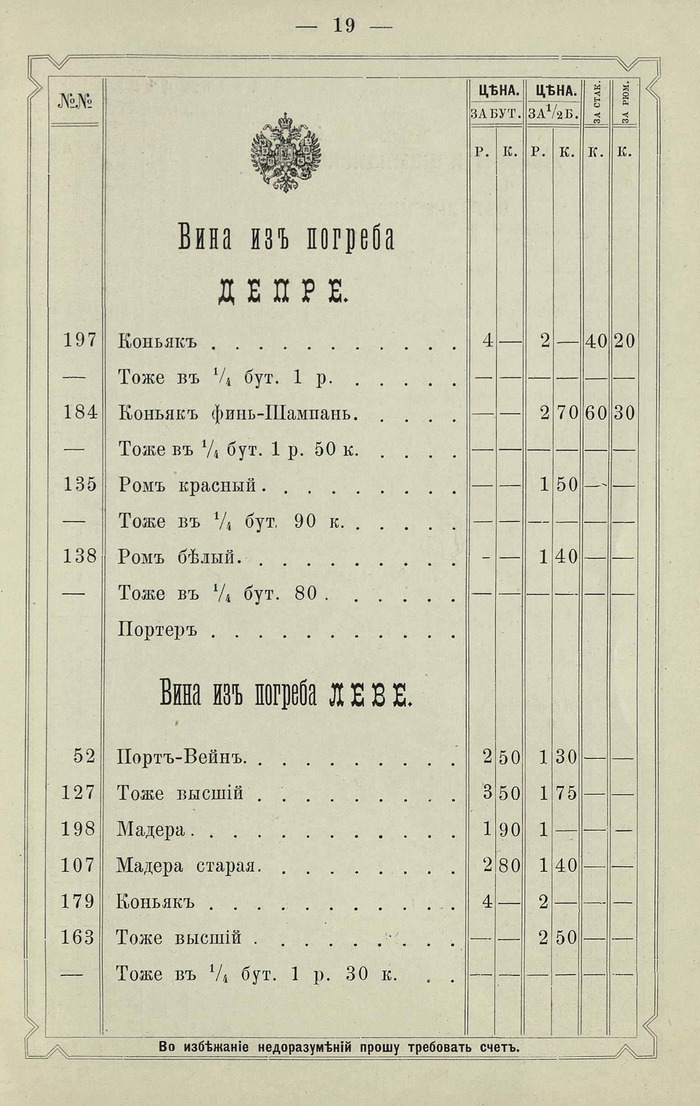 — 19 —
№№ ЦѢНА. ЦѢНА. ЗА СТАК. ЗА РЮМ.
ЗА БУТ. ЗА 1/2 Б.
Р. К. Р. К. К. К.
Вина изъ погреба
ДЕПРЕ.
197 Коньякъ . . . . . . . . . . . 4 — 2 — 40 20
— Тоже въ 1/4 бут. 1 р. . . . . . — — — — — —
184 Коньякъ финь-Шампань. . . . . — — 2 70 60 30
— Тоже въ 1/4 бут. 1 р. 50 к. . . . . — — — — — —
135 Ромъ красный . . . . . . . . . — — 1 50 — —
— Тоже въ 1/4 бут. 90 к. . . . . . — — — — — —
138 Ромъ бѣлый. . . . . . . . . . - — 1 40 — —
— Тоже въ 1/4 бут. 80 . . . . . . — — — — — —
Портеръ . . . . . . . . . . .
Вина изъ погреба ЛЕВЕ.
52 Портъ-Вейнъ. . . . . . . . . . 2 50 1 30 — —
127 Тоже высшій . . . . . . . . . 3 50 1 75 — —
198 Мадера . . . . . . . . . . . . 1 90 1 — — —
107 Мадера старая. . . . . . . . . 2 80 1 40 — —
179 Коньякъ . . . . . . . . . . . 4 — 2 — — —
163 Тоже высшій . . . . . . . . . — — 2 50 — —
— Тоже въ 1/4 бут. 1 р. 30 к. . . — — — — — —
Во избѣжаніе недоразумѣній прошу требовать счетъ.